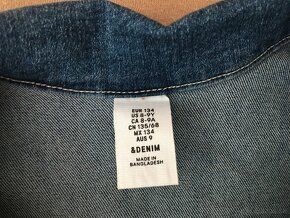 EUR 134
US 8-9Y
CA 8-9A
CN 135/68
MX 134
AUS 9
&DENIM
MADE IN
BANGLADESH